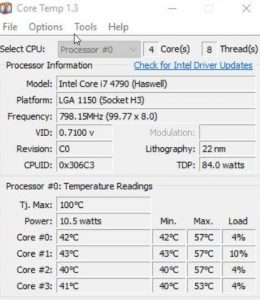 Core Temp 1.3
File Options Tools Help
Select CPU: Processor #0 4 Core(s) 8 Thread(s)
Processor Information Check for Intel Driver Updates
Model: Intel Core i7 4790 (Haswell)
Platform: LGA 1150 (Socket H3)
Frequency: 798.15MHz (99.77 x 8.0)
VID: 0.7100 v Modulation:
Revision: C0 Lithography: 22 nm
CPUID: 0x306C3 TDP: 84.0 watts
Processor #0: Temperature Readings
Tj. Max: 100°C
Power: 10.5 watts Min. Max. Load
Core #0: 42°C 42°C 57°C 4%
Core #1: 43°C 43°C 57°C 10%
Core #2: 40°C 40°C 57°C 4%
Core #3: 41°C 40°C 53°C 4%